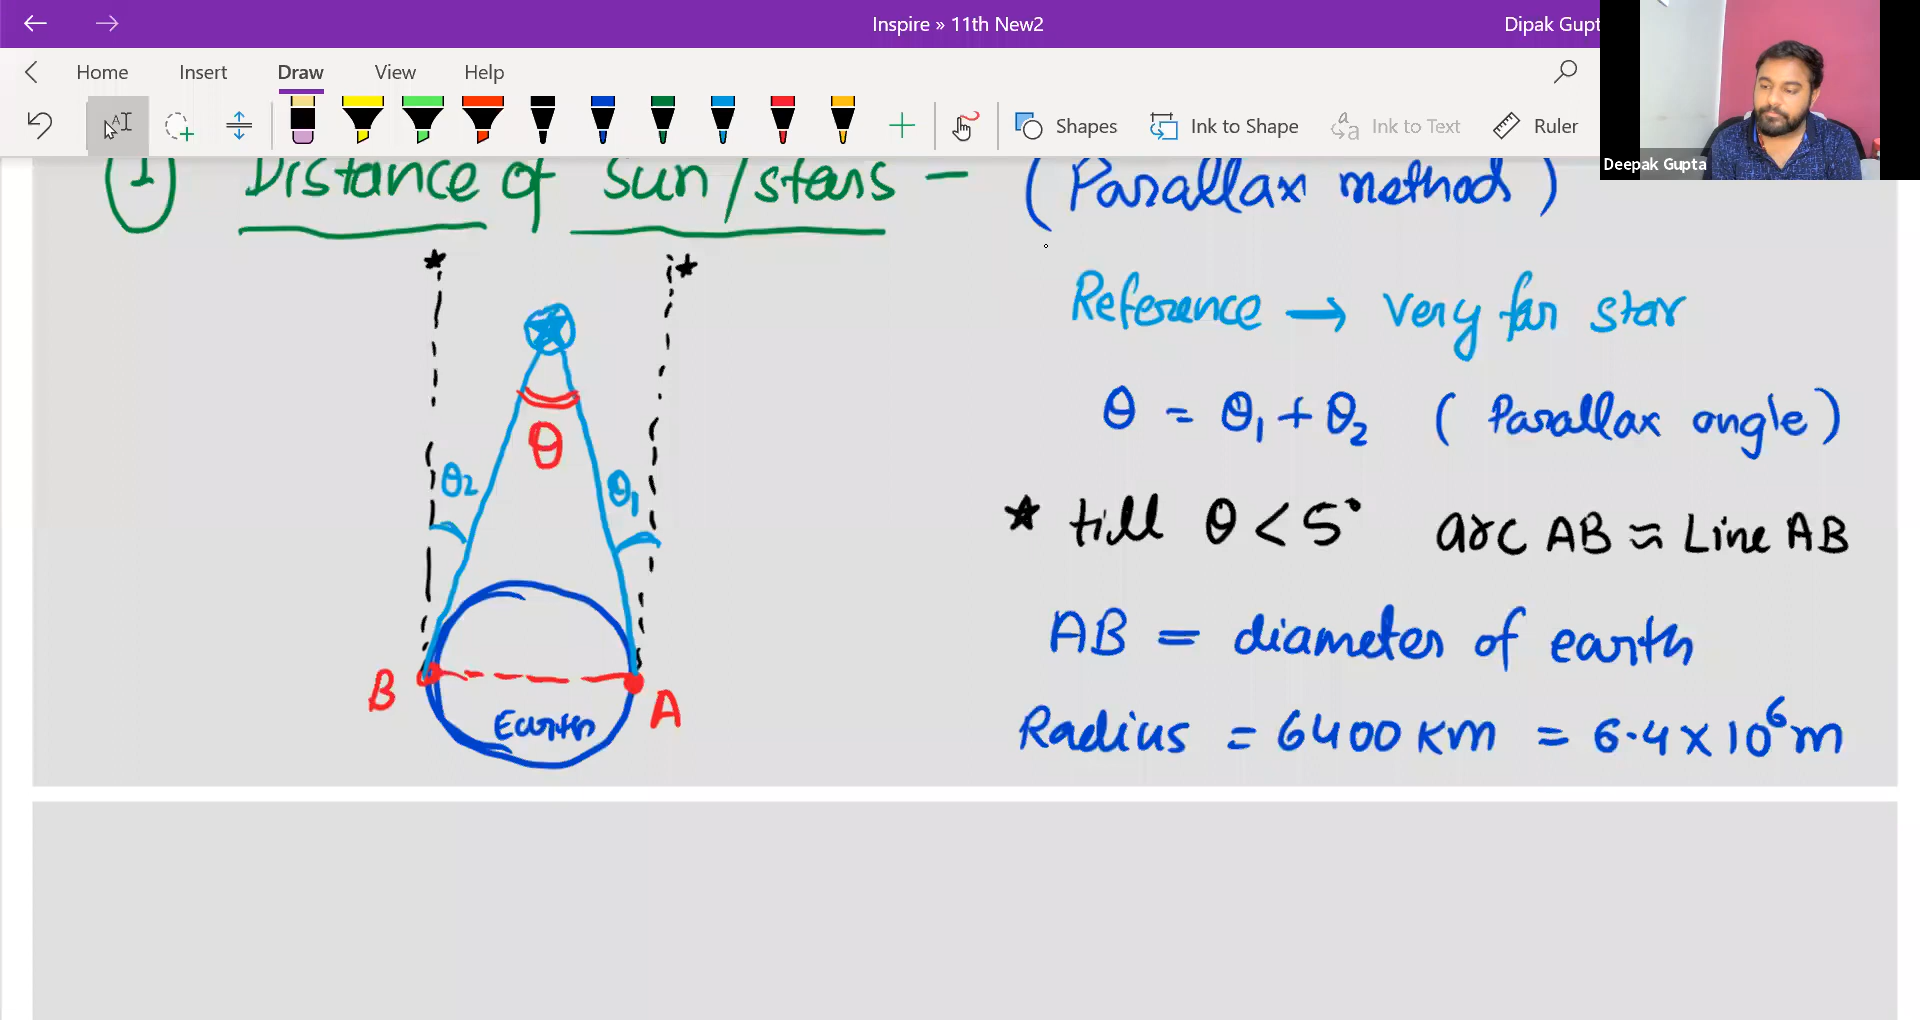 Inspire » 11th New2
Dipak Gupt
Home Insert Draw View Help
Shapes Ink to Shape Ink to Text Ruler
Deepak Gupta
1 Distance of Sun/stars - (Parallax method)
Reference → very far star
θ = θ1 + θ2 (Parallax angle)
* till θ < 5° arc AB ≈ Line AB
AB = diameter of earth
Radius = 6400 KM = 6.4 x 10^6 m
* *
θ
θ2 θ1
B A
Earth